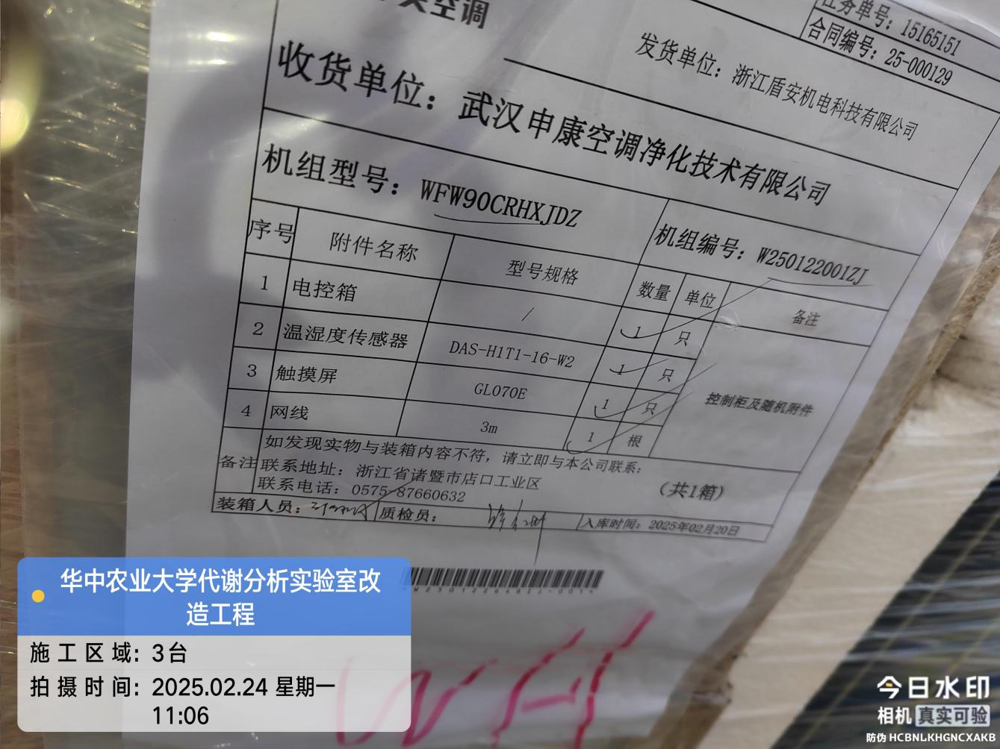 空调
任务单号：15165151
合同编号：25-000129
发货单位：浙江盾安机电科技有限公司
收货单位：武汉申康空调净化技术有限公司
机组型号：WFW90CRHXJDZ
机组编号：W250122001ZJ
序号 附件名称 型号规格 数量 单位 备注
1 电控箱 / 1 只
2 温湿度传感器 DAS-H1T1-16-W2 1 只
3 触摸屏 GL070E 1 只
4 网线 3m 1 根
控制柜及随机附件
备注
如发现实物与装箱内容不符，请立即与本公司联系：
联系地址：浙江省诸暨市店口工业区
联系电话：0575-87660632
（共1箱）
装箱人员： 质检员： 入库时间：2025年02月20日
华中农业大学代谢分析实验室改
造工程
施工区域：3台
拍摄时间：2025.02.24 星期一
11:06
今日水印
相机 真实可验
防伪 HCBNLKHGNCXAKB